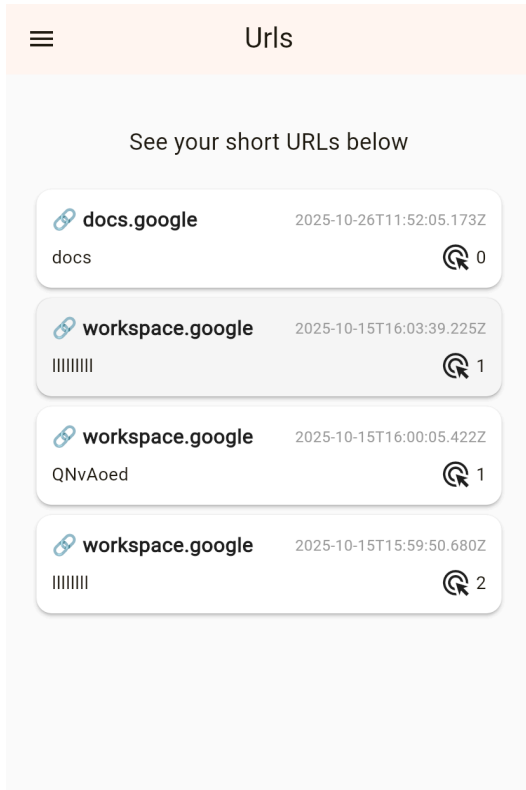 Urls
See your short URLs below
docs.google 2025-10-26T11:52:05.173Z
docs 0
workspace.google 2025-10-15T16:03:39.225Z
lllllllll 1
workspace.google 2025-10-15T16:00:05.422Z
QNvAoed 1
workspace.google 2025-10-15T15:59:50.680Z
llllllll 2